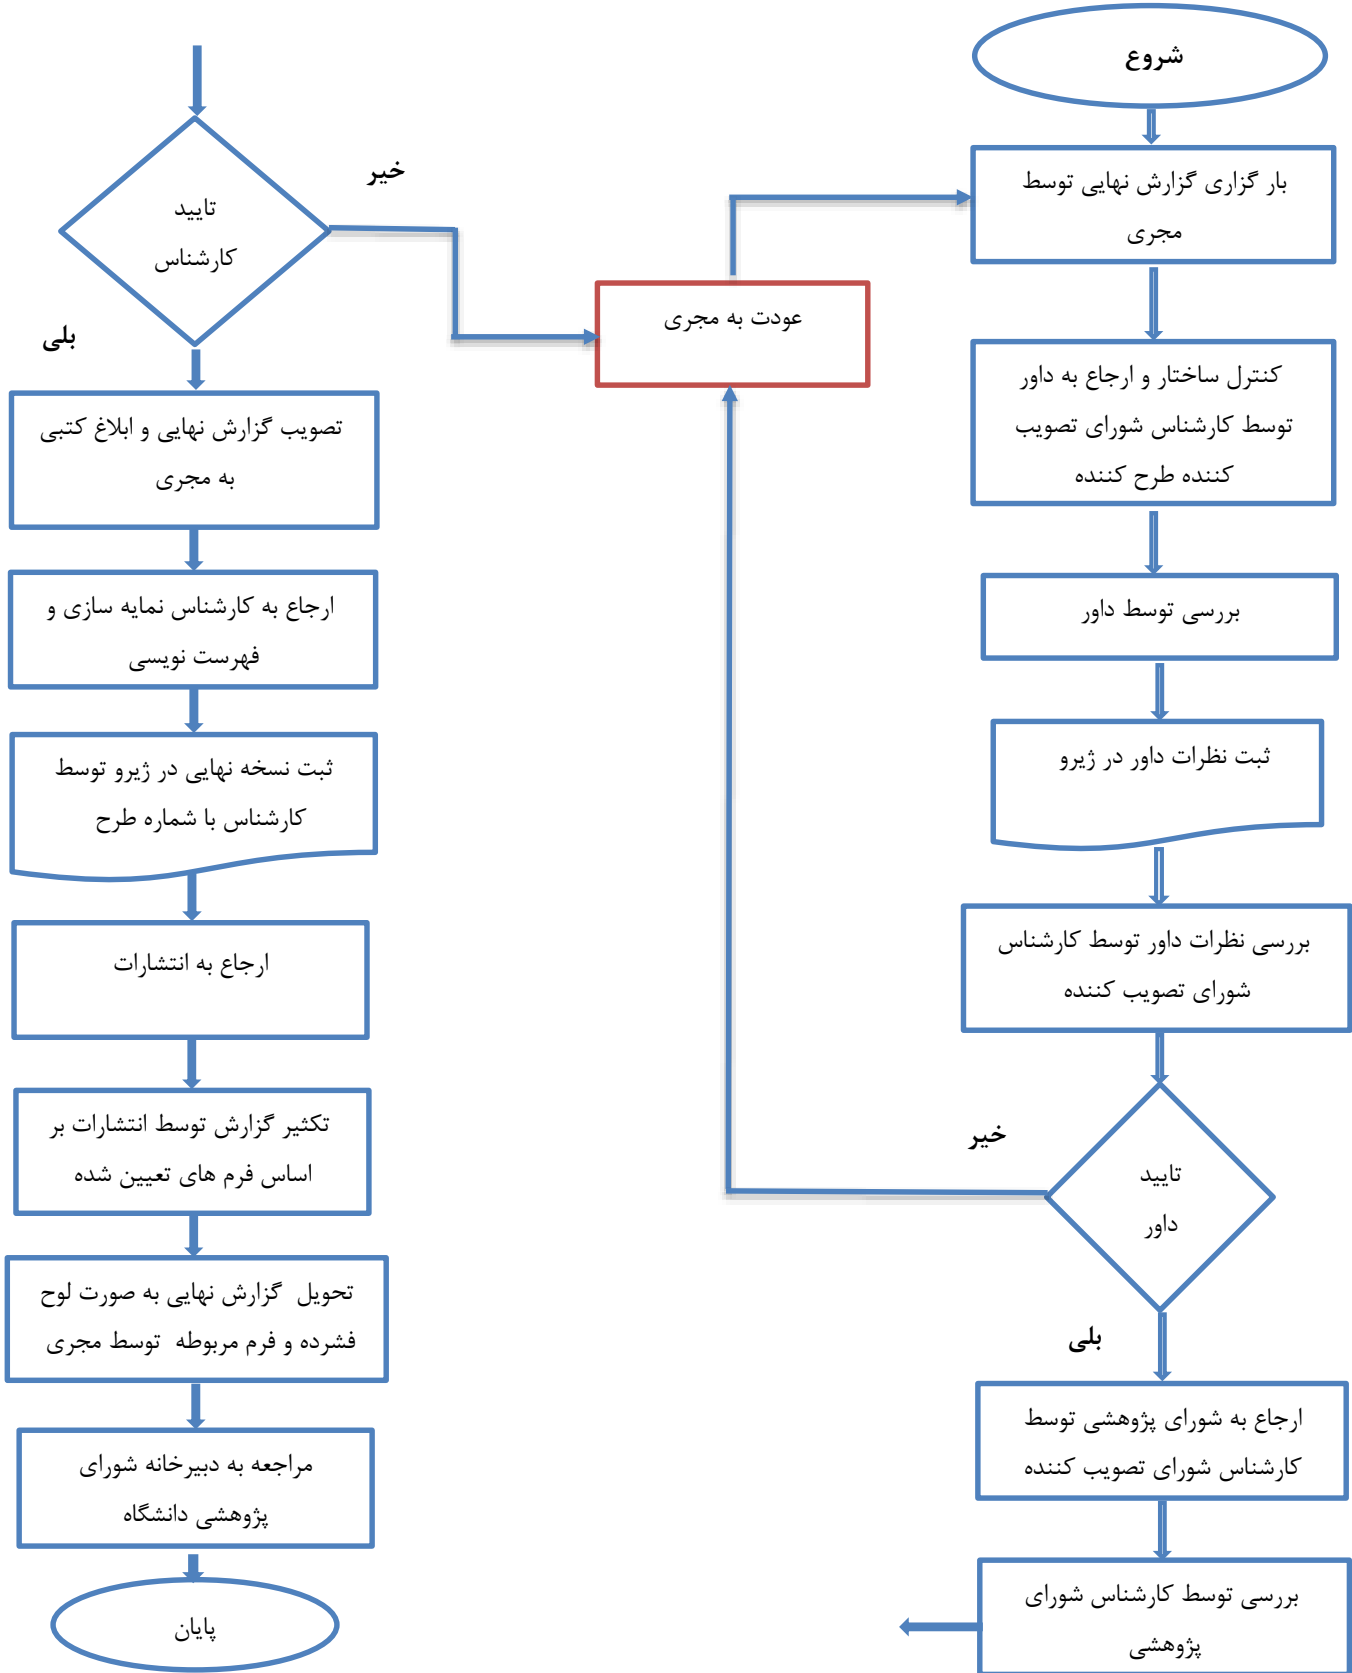 شروع
بار گزاری گزارش نهایی توسط
مجری
کنترل ساختار و ارجاع به داور
توسط کارشناس شورای تصویب
کننده طرح کننده
بررسی توسط داور
ثبت نظرات داور در ژیرو
بررسی نظرات داور توسط کارشناس
شورای تصویب کننده
تایید
داور
خیر
بلی
ارجاع به شورای پژوهشی توسط
کارشناس شورای تصویب کننده
بررسی توسط کارشناس شورای
پژوهشی
عودت به مجری
تایید
کارشناس
خیر
بلی
تصویب گزارش نهایی و ابلاغ کتبی
به مجری
ارجاع به کارشناس نمایه سازی و
فهرست نویسی
ثبت نسخه نهایی در ژیرو توسط
کارشناس با شماره طرح
ارجاع به انتشارات
تکثیر گزارش توسط انتشارات بر
اساس فرم های تعیین شده
تحویل گزارش نهایی به صورت لوح
فشرده و فرم مربوطه توسط مجری
مراجعه به دبیرخانه شورای
پژوهشی دانشگاه
پایان